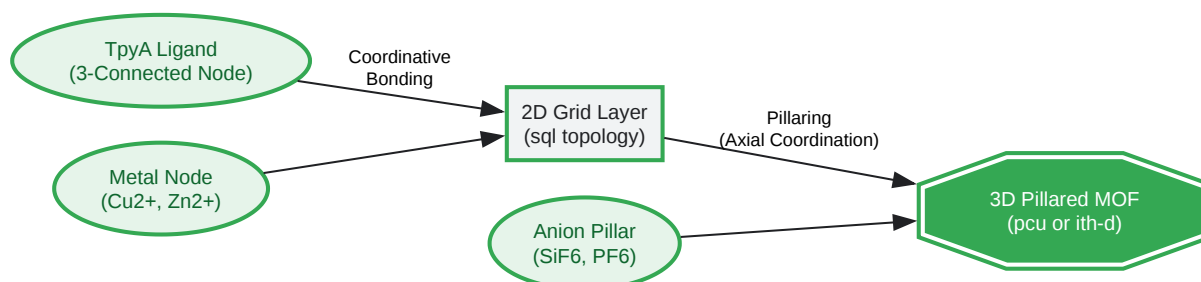 TpyA Ligand
(3-Connected Node)
Coordinative
Bonding
Metal Node
(Cu2+, Zn2+)
2D Grid Layer
(sql topology)
Pillaring
(Axial Coordination)
Anion Pillar
(SiF6, PF6)
3D Pillared MOF
(pcu or ith-d)